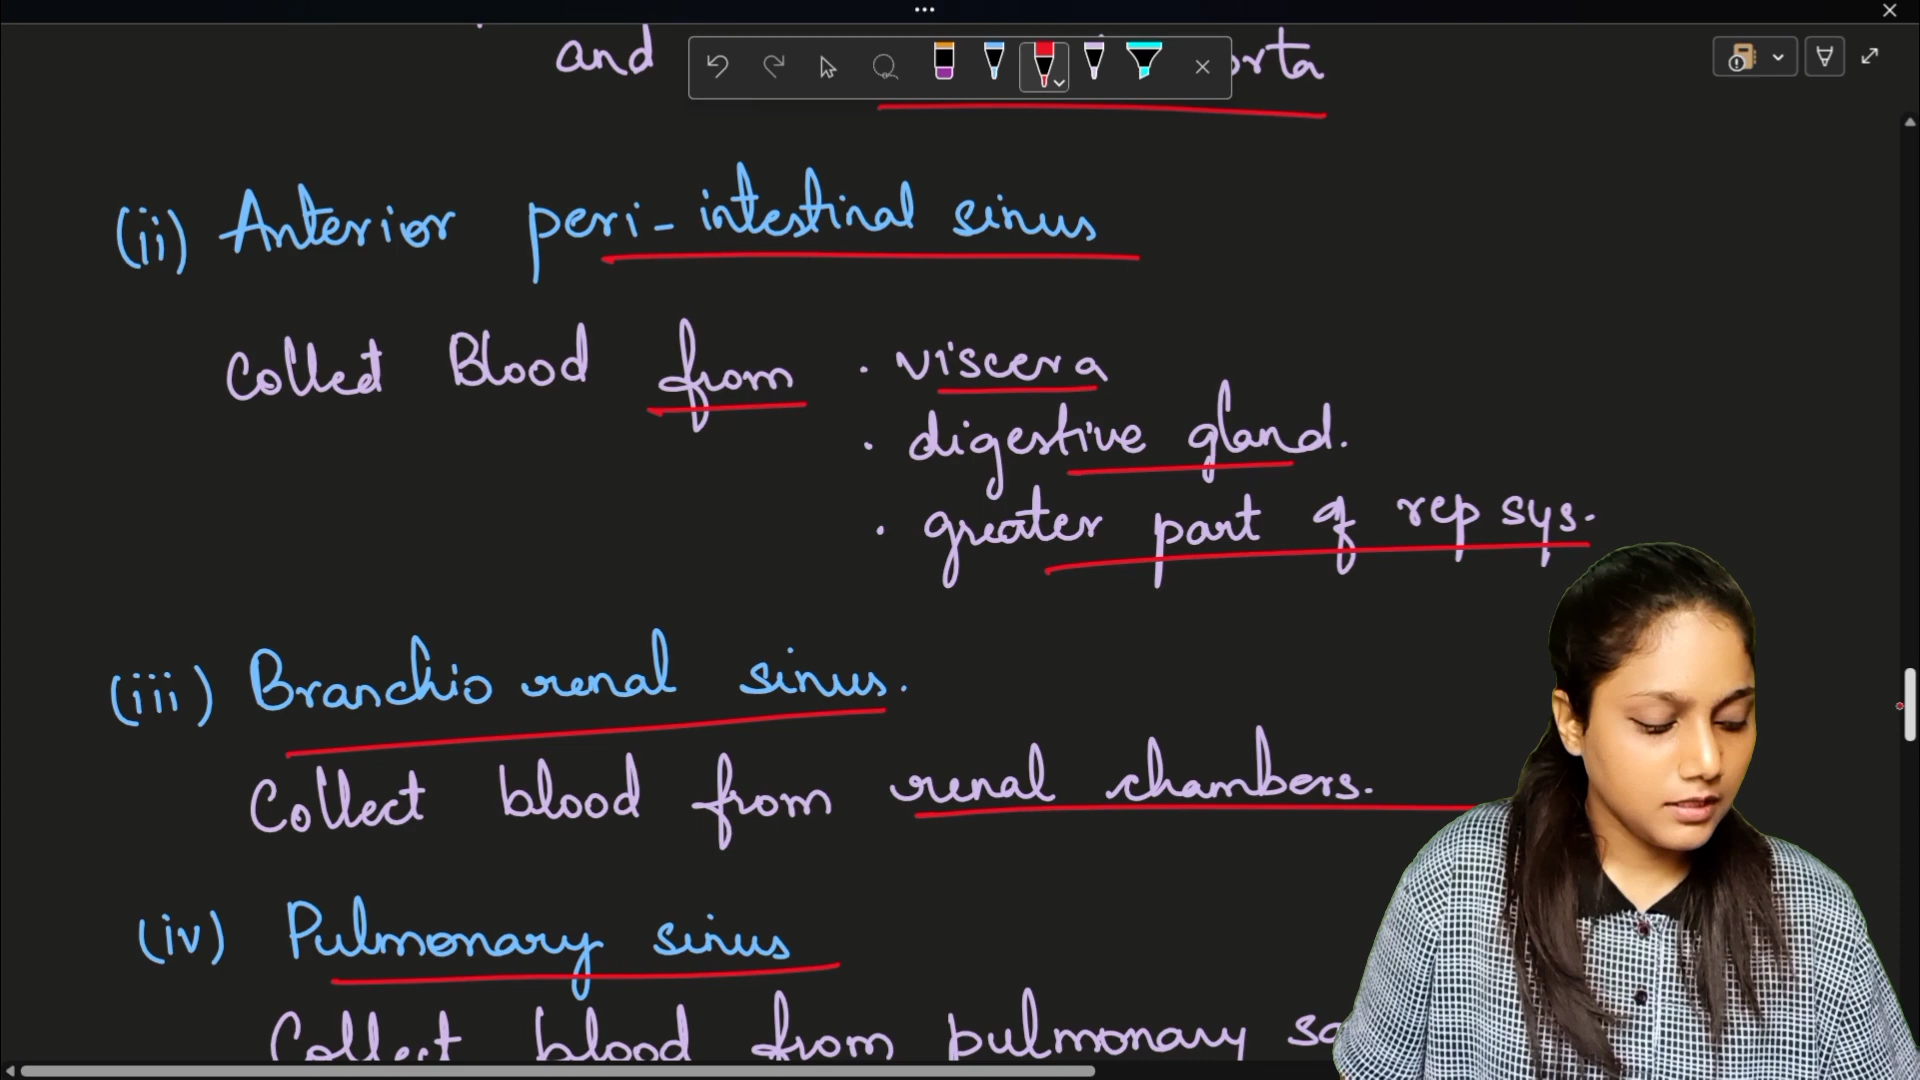 and
(ii) Anterior peri-intestinal sinus
Collect Blood from · viscera
· digestive gland.
· greater part of rep sys.
(iii) Branchio renal sinus.
Collect blood from renal chambers.
(iv) Pulmonary sinus
Collect blood from pulmonary